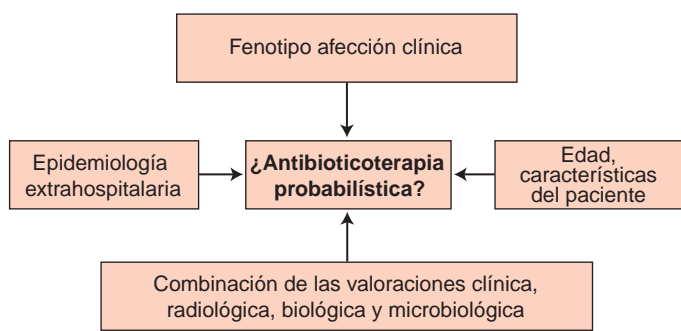 Fenotipo afección clínica
Epidemiología
extrahospitalaria
¿Antibioticoterapia
probabilística?
Edad,
características
del paciente
Combinación de las valoraciones clínica,
radiológica, biológica y microbiológica